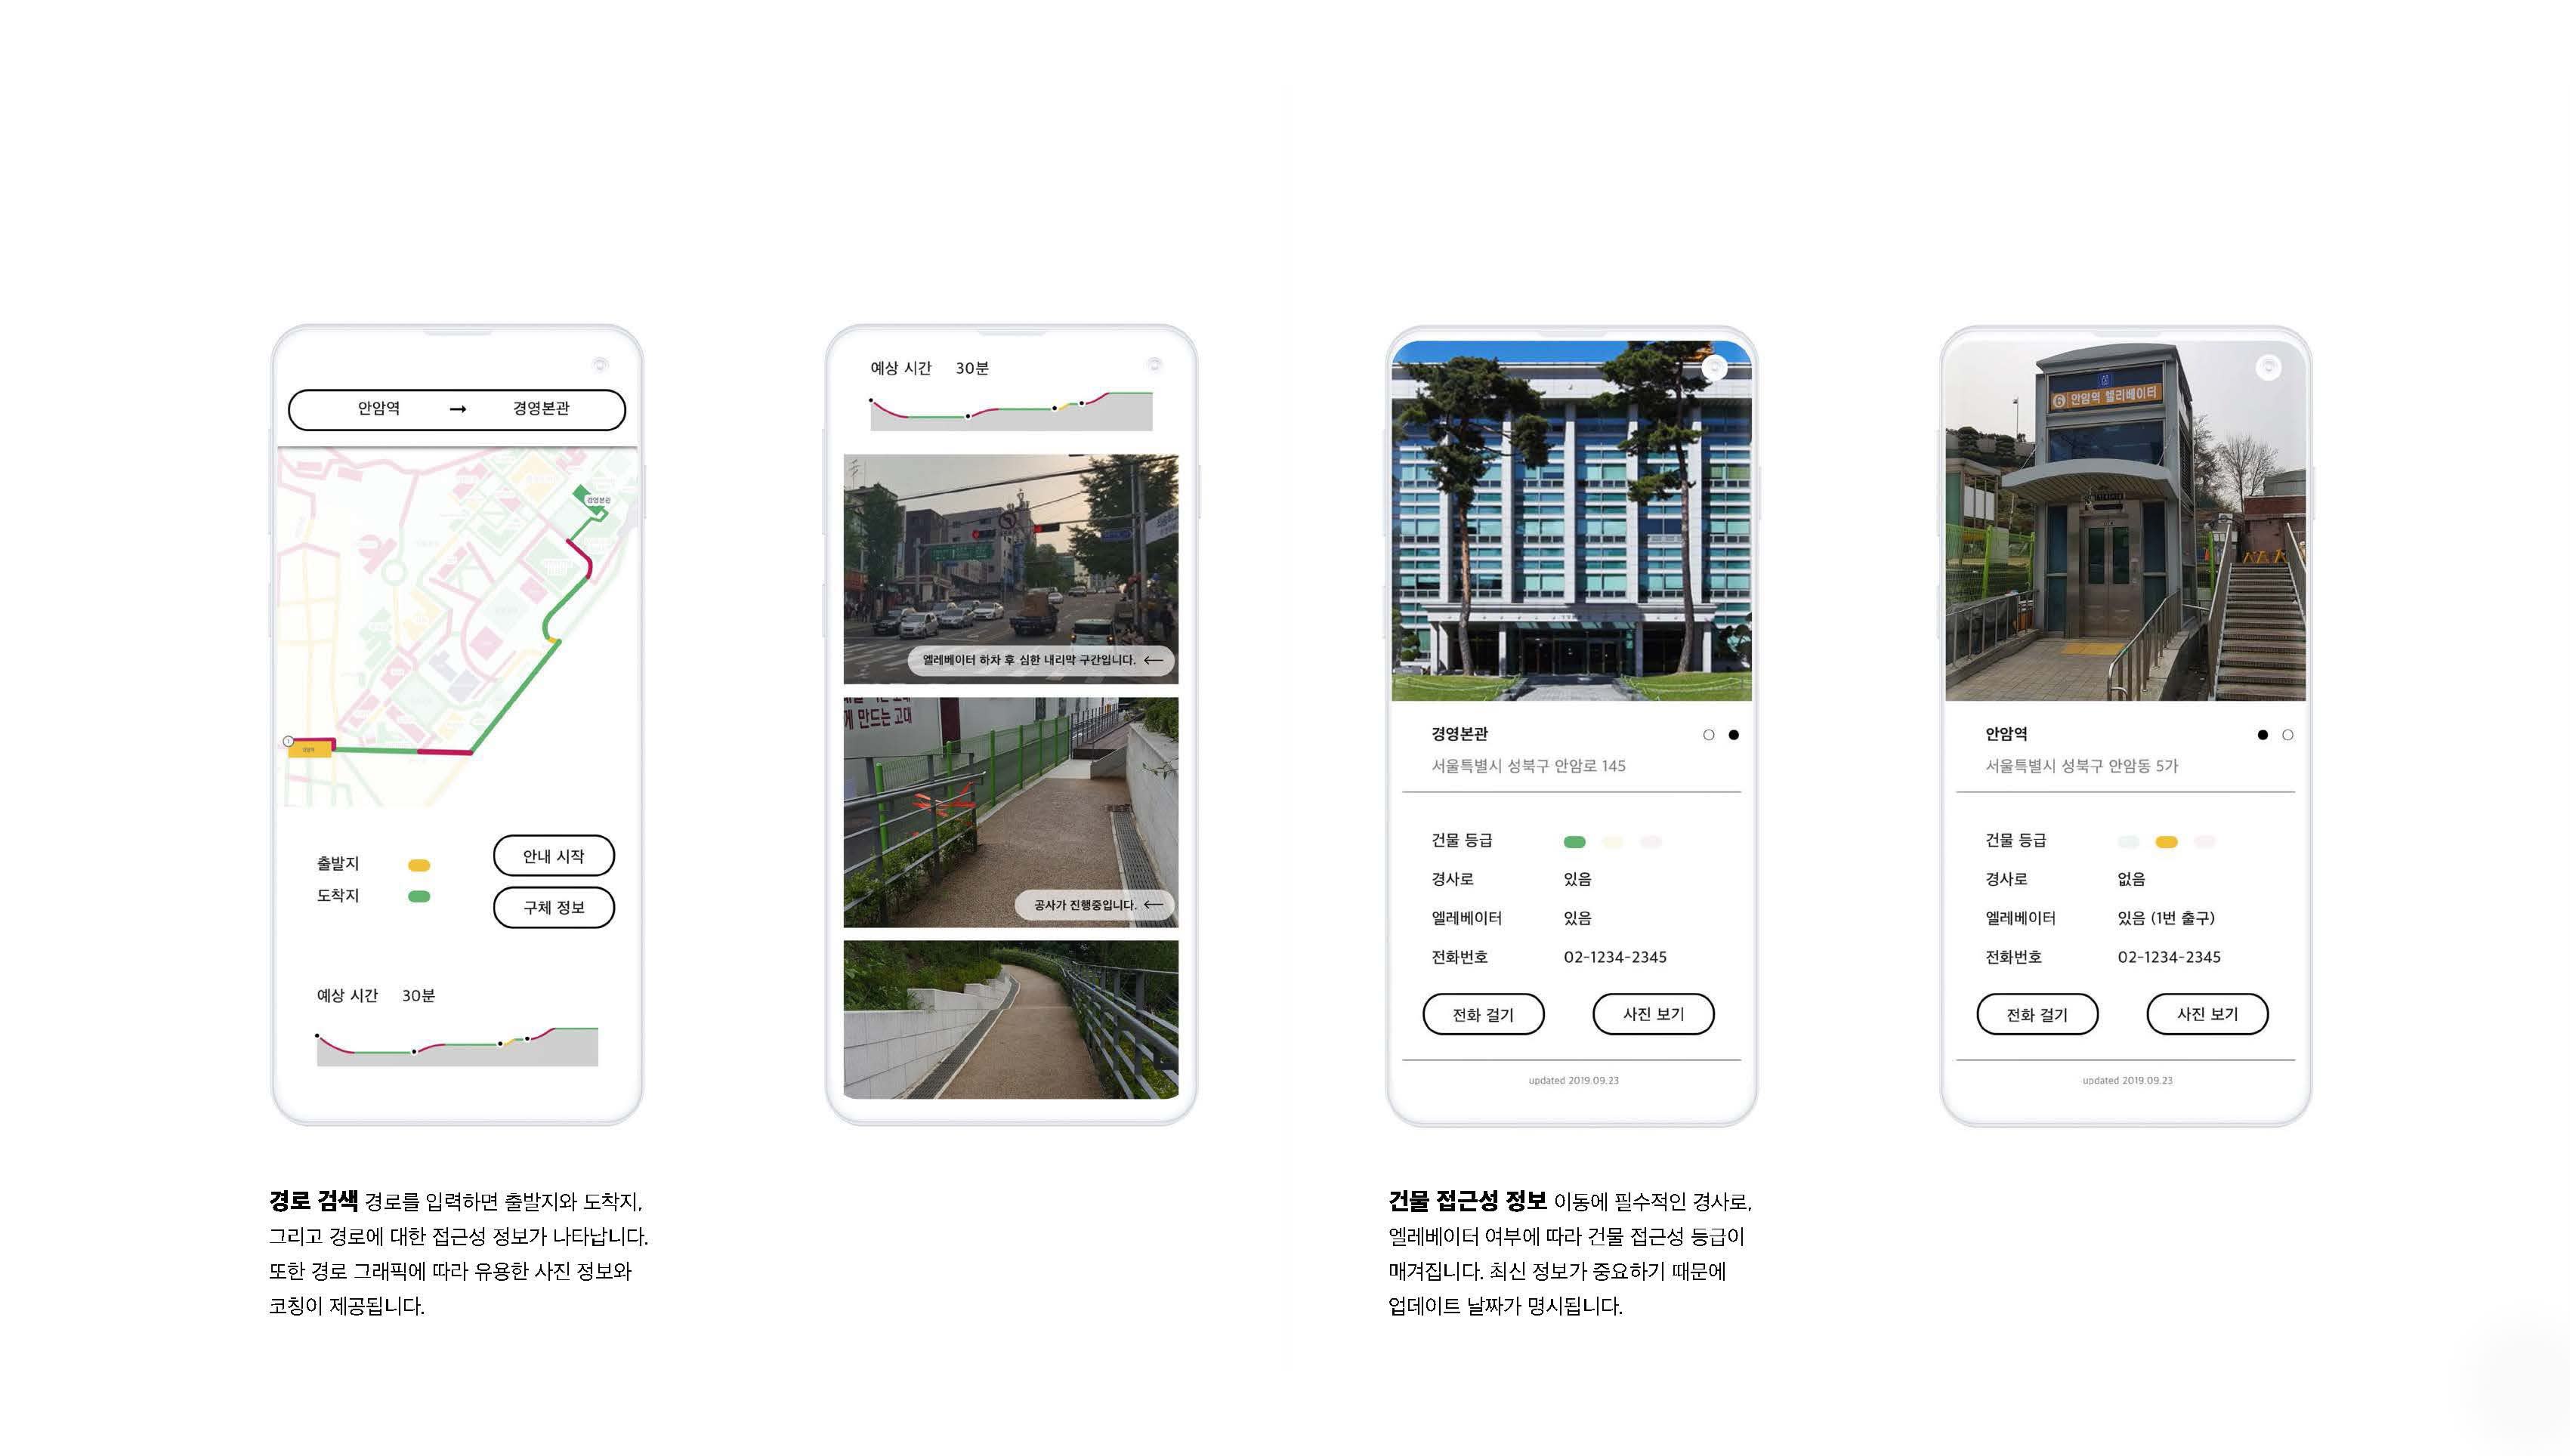 안암역 → 경영본관
경영본관
출발지
도착지
안내 시작
구체 정보
예상 시간 30분
예상 시간 30분
엘레베이터 하차 후 심한 내리막 구간입니다. ←
께 만드는 고대
공사가 진행중입니다. ←
경영본관
서울특별시 성북구 안암로 145
건물 등급
경사로 있음
엘레베이터 있음
전화번호 02-1234-2345
전화 걸기 사진 보기
updated 2019.09.23
6 안암역 엘리베이터
안암역
서울특별시 성북구 안암동 5가
건물 등급
경사로 없음
엘레베이터 있음 (1번 출구)
전화번호 02-1234-2345
전화 걸기 사진 보기
updated 2019.09.23
경로 검색 경로를 입력하면 출발지와 도착지,
그리고 경로에 대한 접근성 정보가 나타납니다.
또한 경로 그래픽에 따라 유용한 사진 정보와
코칭이 제공됩니다.
건물 접근성 정보 이동에 필수적인 경사로,
엘레베이터 여부에 따라 건물 접근성 등급이
매겨집니다. 최신 정보가 중요하기 때문에
업데이트 날짜가 명시됩니다.